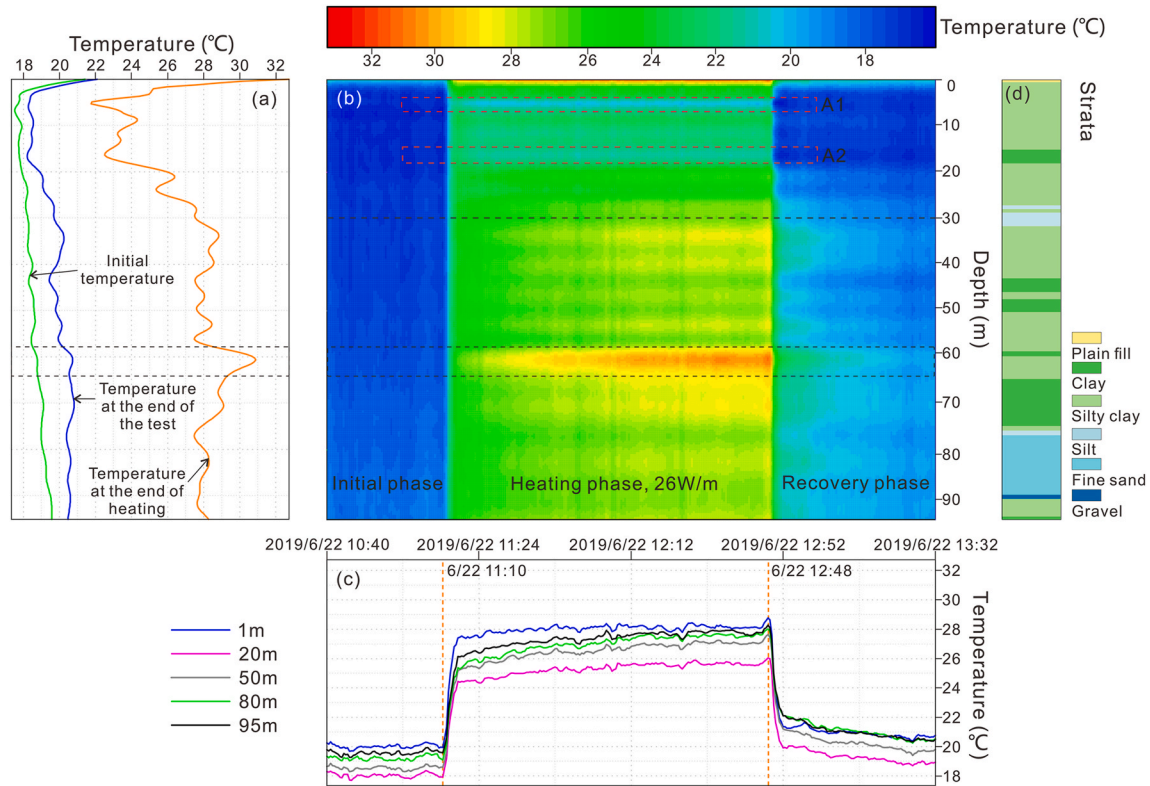 Temperature (℃)
18 20 22 24 26 28 30 32
(a)
Initial
temperature
Temperature
at the end of
the test
Temperature
at the end of
heating
Temperature (℃)
32 30 28 26 24 22 20 18
(b)
A1
A2
Initial phase
Heating phase, 26W/m
Recovery phase
0
10
20
30
40
50
60
70
80
90
Depth (m)
(d)
Strata
Plain fill
Clay
Silty clay
Silt
Fine sand
Gravel
2019/6/22 10:40
2019/6/22 11:24
2019/6/22 12:12
2019/6/22 12:52
2019/6/22 13:32
(c)
6/22 11:10
6/22 12:48
32
30
28
26
24
22
20
18
Temperature (℃)
1m
20m
50m
80m
95m